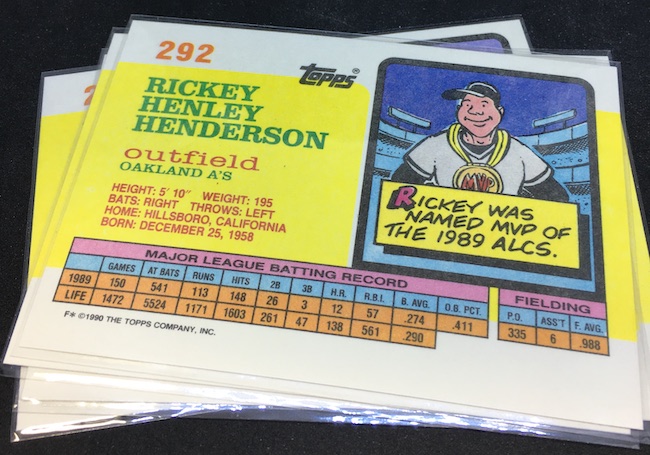 292
Topps®
RICKEY
HENLEY
HENDERSON
outfield
OAKLAND A'S
HEIGHT: 5' 10" WEIGHT: 195
BATS: RIGHT THROWS: LEFT
HOME: HILLSBORO, CALIFORNIA
BORN: DECEMBER 25, 1958
MVP
RICKEY WAS
NAMED MVP OF
THE 1989 ALCS.
MAJOR LEAGUE BATTING RECORD
GAMES AT BATS RUNS HITS 2B 3B H.R. R.B.I. B. AVG. O.B. PCT.
1989 150 541 113 148 26 3 12 57 .274 .411
LIFE 1472 5524 1171 1603 261 47 138 561 .290
FIELDING
P.O. ASS'T F. AVG.
335 6 .988
F* ©1990 THE TOPPS COMPANY, INC.
2